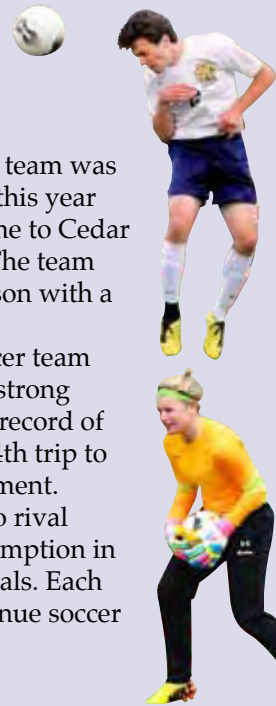 team was
this year
ne to Cedar
The team
son with a
cer team
strong
record of
4th trip to
ment.
o rival
mption in
als. Each
nue soccer